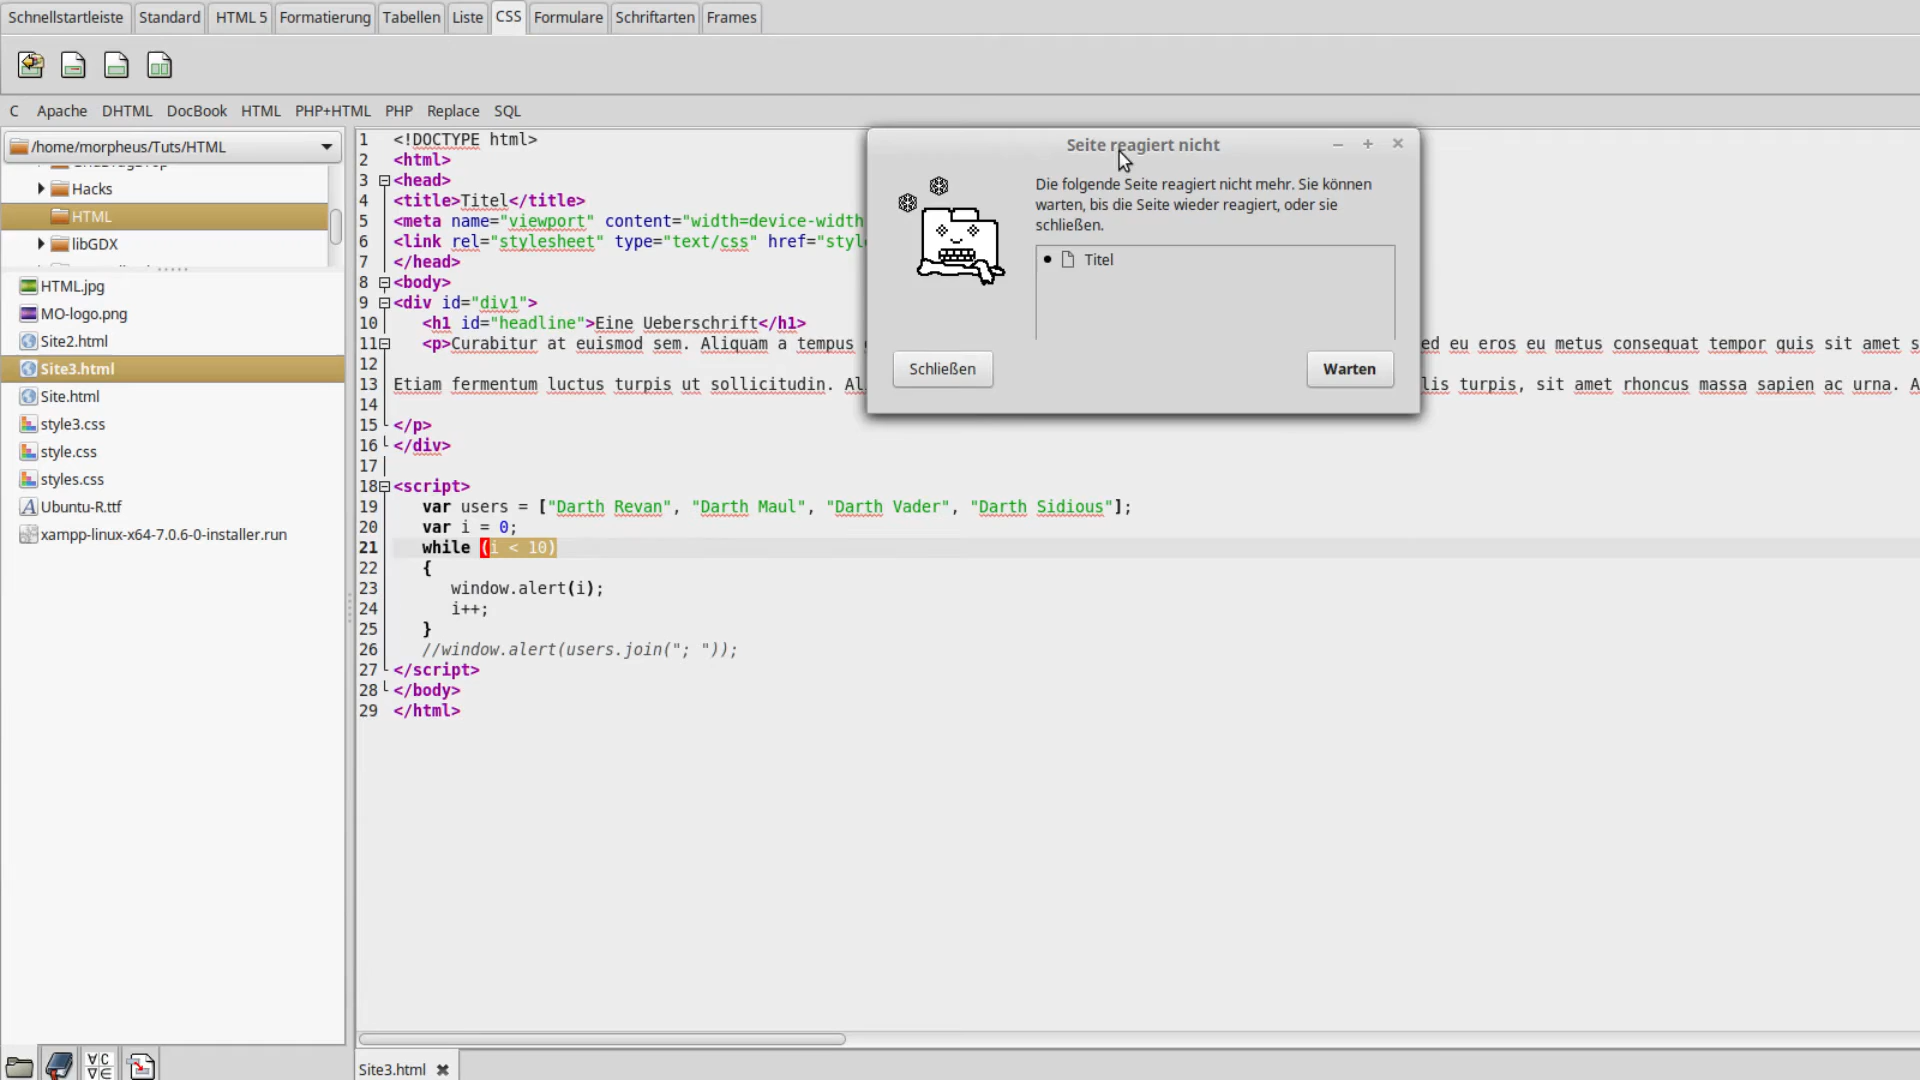 Schnellstartleiste Standard HTML 5 Formatierung Tabellen Liste CSS Formulare Schriftarten Frames
C Apache DHTML DocBook HTML PHP+HTML PHP Replace SQL
/home/morpheus/Tuts/HTML
Hacks
HTML
libGDX
HTML.jpg
MO-logo.png
Site2.html
Site3.html
Site.html
style3.css
style.css
styles.css
Ubuntu-R.ttf
xampp-linux-x64-7.0.6-0-installer.run
1 <!DOCTYPE html>
2 <html>
3 <head>
4 <title>Titel</title>
5 <meta name="viewport" content="width=device-width
6 <link rel="stylesheet" type="text/css" href="styl
7 </head>
8 <body>
9 <div id="div1">
10 <h1 id="headline">Eine Ueberschrift</h1>
11 <p>Curabitur at euismod sem. Aliquam a tempus ed eu eros eu metus consequat tempor quis sit amet s
12
13 Etiam fermentum luctus turpis ut sollicitudin. Al lis turpis, sit amet rhoncus massa sapien ac urna. A
14
15 </p>
16 </div>
17
18 <script>
19 var users = ["Darth Revan", "Darth Maul", "Darth Vader", "Darth Sidious"];
20 var i = 0;
21 while (i < 10)
22 {
23 window.alert(i);
24 i++;
25 }
26 //window.alert(users.join("; "));
27 </script>
28 </body>
29 </html>
Seite reagiert nicht
Die folgende Seite reagiert nicht mehr. Sie können
warten, bis die Seite wieder reagiert, oder sie
schließen.
Titel
Schließen Warten
Site3.html